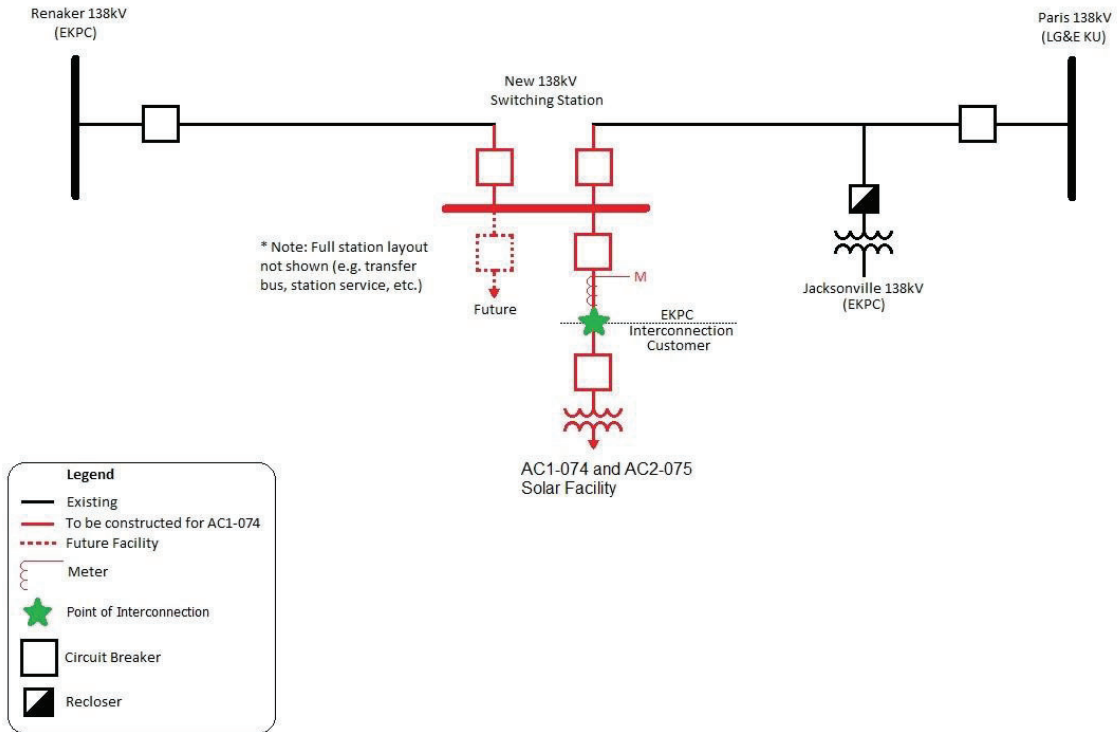 Renaker 138kV
(EKPC)
Paris 138kV
(LG&E KU)
New 138kV
Switching Station
* Note: Full station layout
not shown (e.g. transfer
bus, station service, etc.)
Future
M
EKPC
Interconnection
Customer
Jacksonville 138kV
(EKPC)
AC1-074 and AC2-075
Solar Facility
Legend
Existing
To be constructed for AC1-074
Future Facility
Meter
Point of Interconnection
Circuit Breaker
Recloser